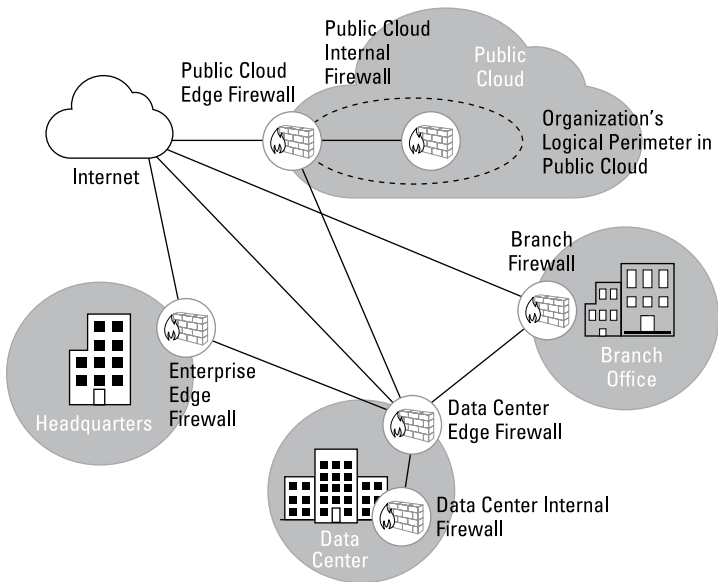 Public Cloud
Internal
Firewall
Public
Cloud
Public Cloud
Edge Firewall
Organization's
Logical Perimeter in
Public Cloud
Internet
Branch
Firewall
Branch
Office
Enterprise
Edge
Firewall
Headquarters
Data Center
Edge Firewall
Data Center Internal
Firewall
Data
Center